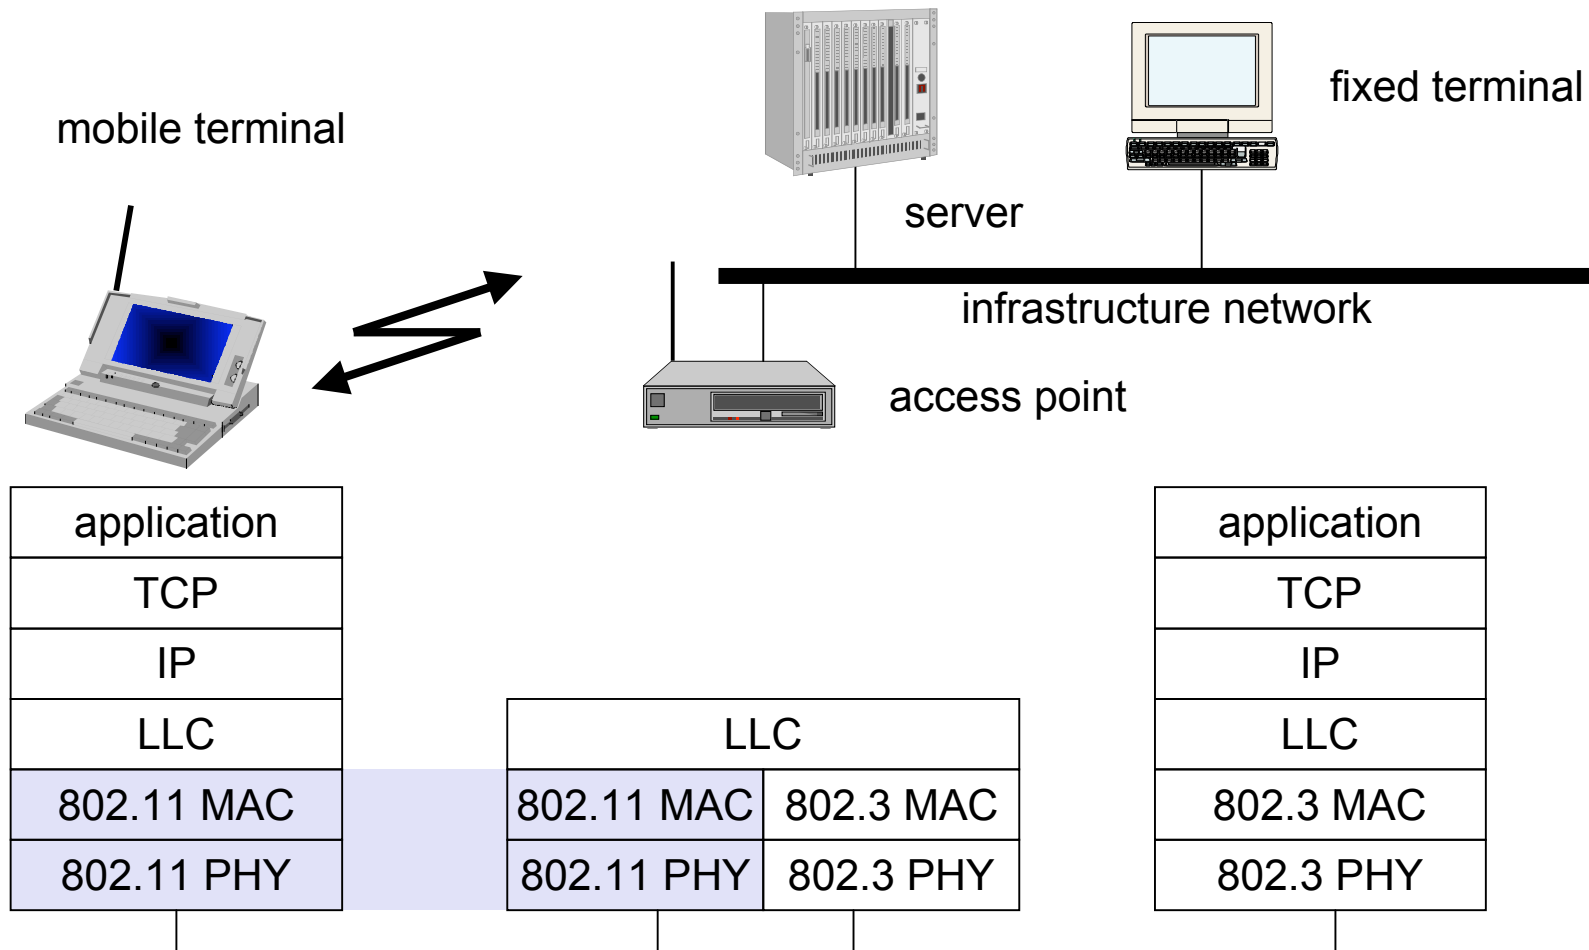 fixed terminal
mobile terminal
server
infrastructure network
access point
application
TCP
IP
LLC
802.11 MAC
802.11 PHY
LLC
802.11 MAC
802.3 MAC
802.11 PHY
802.3 PHY
application
TCP
IP
LLC
802.3 MAC
802.3 PHY